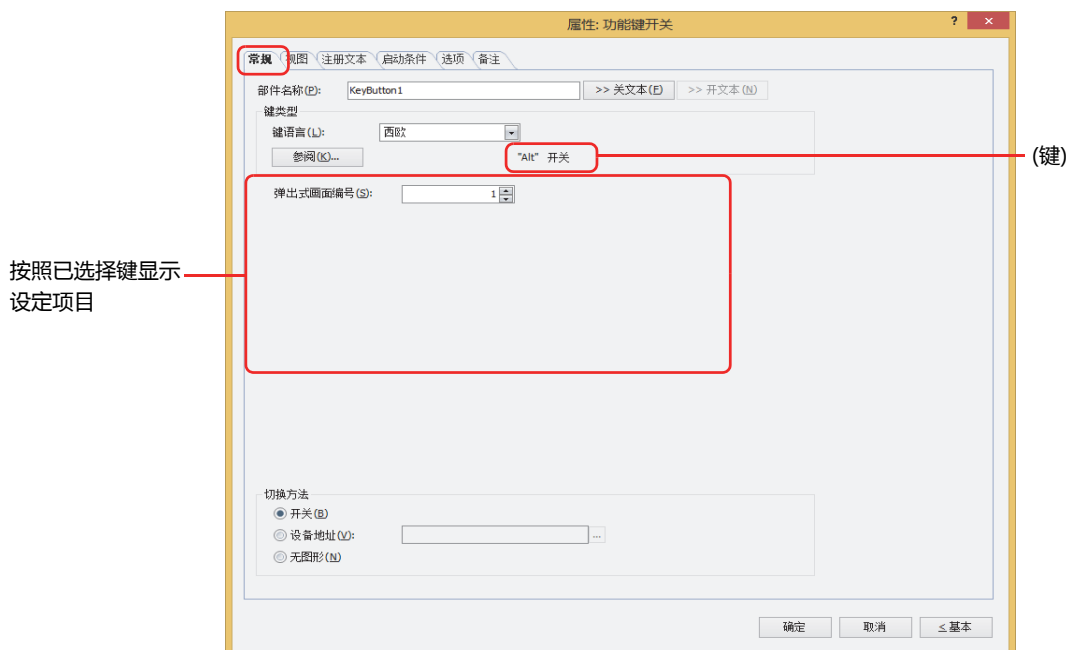 属性: 功能键开关
?
×
常规 视图 注册文本 启动条件 选项 备注
部件名称(P): KeyButton1 >> 关文本(F) >> 开文本(N)
键类型
键语言(L): 西欧
参阅(K)... "Alt" 开关
(键)
弹出式画面编号(S): 1
按照已选择键显示
设定项目
切换方法
开关(B)
设备地址(V): ...
无图形(N)
确定 取消 ≤基本